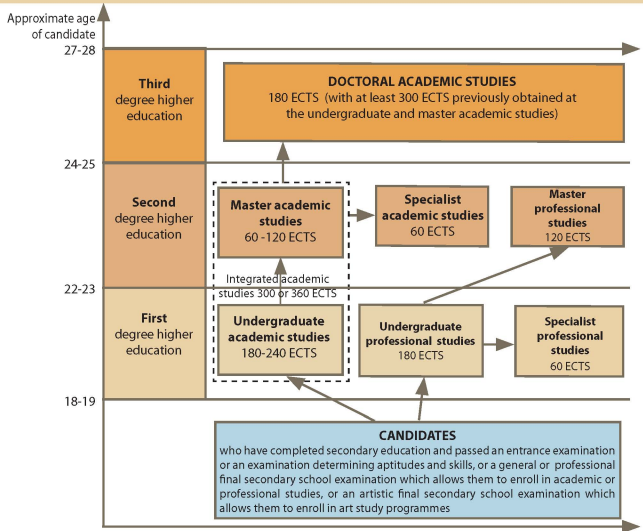 Approximate age
of candidate
27-28
Third
degree higher
education
DOCTORAL ACADEMIC STUDIES
180 ECTS (with at least 300 ECTS previously obtained at
the undergraduate and master academic studies)
24-25
Second
degree higher
education
Master academic
studies
60 -120 ECTS
Specialist
academic studies
60 ECTS
Master
professional
studies
120 ECTS
Integrated academic
studies 300 or 360 ECTS
22-23
First
degree higher
education
Undergraduate
academic studies
180-240 ECTS
Undergraduate
professional studies
180 ECTS
Specialist
professional
studies
60 ECTS
18-19
CANDIDATES
who have completed secondary education and passed an entrance examination
or an examination determining aptitudes and skills, or a general or professional
final secondary school examination which allows them to enroll in academic or
professional studies, or an artistic final secondary school examination which
allows them to enroll in art study programmes